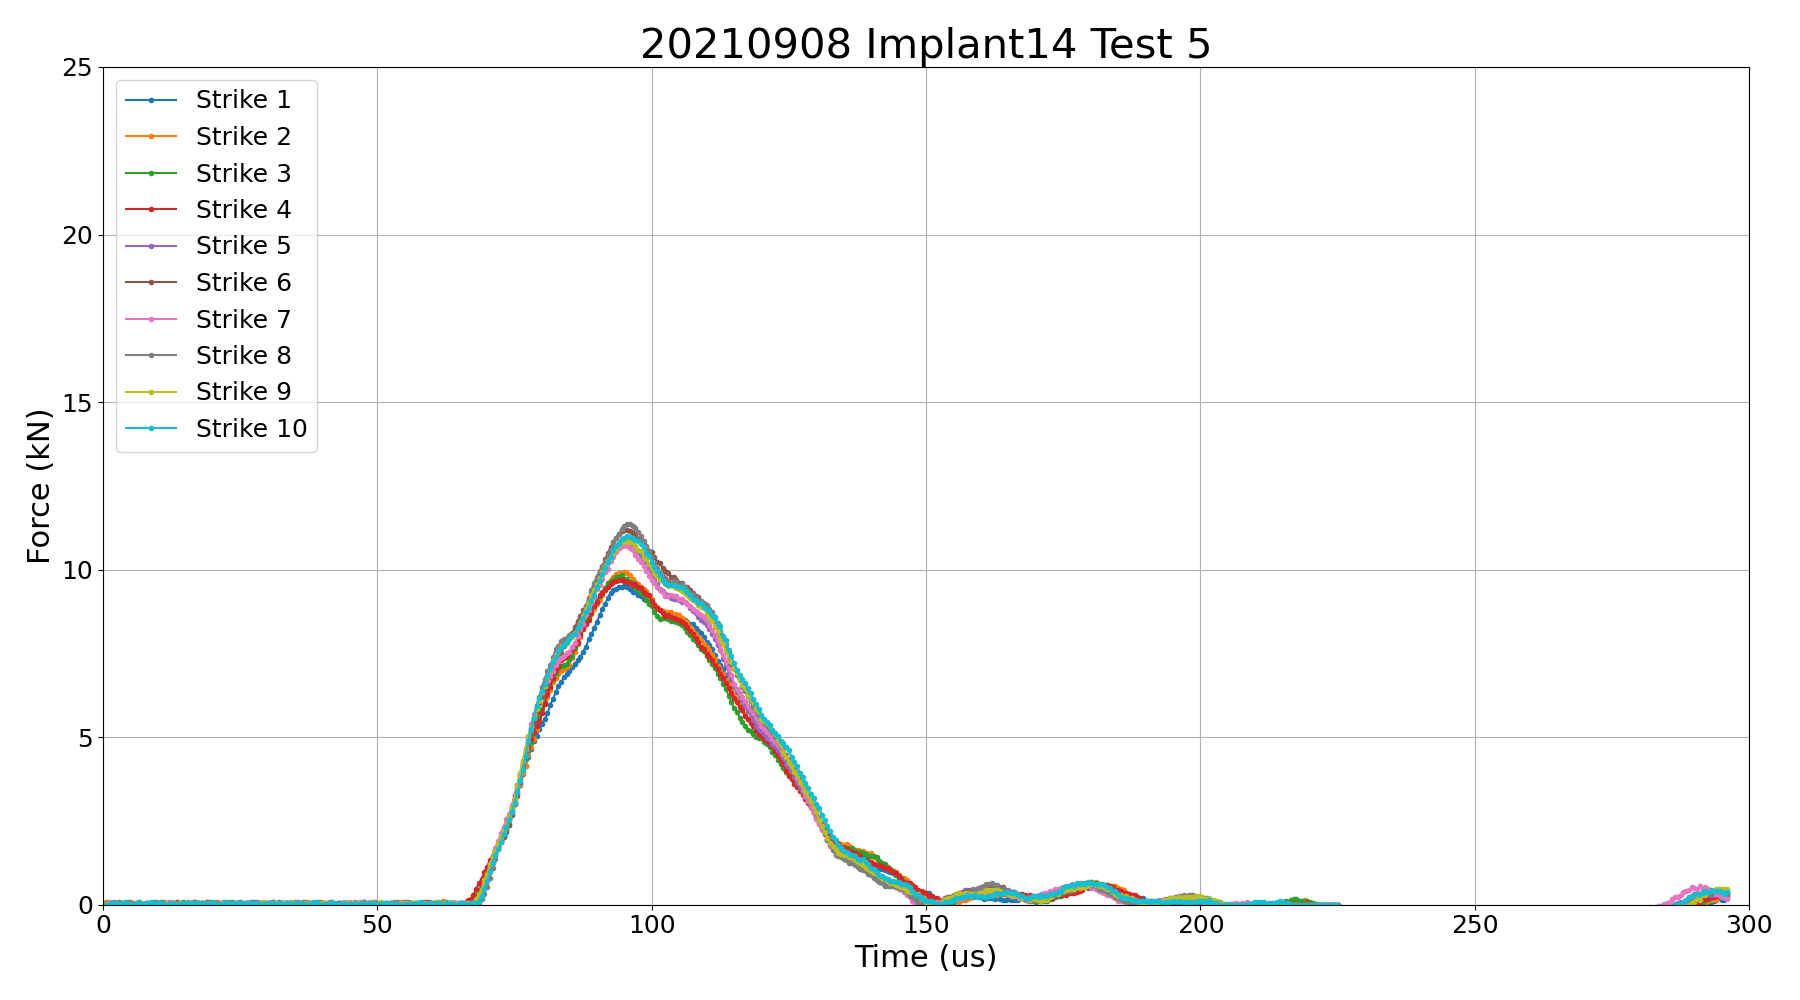 20210908 Implant14 Test 5
25
20
15
10
5
0
Force (kN)
Strike 1
Strike 2
Strike 3
Strike 4
Strike 5
Strike 6
Strike 7
Strike 8
Strike 9
Strike 10
0 50 100 150 200 250 300
Time (us)